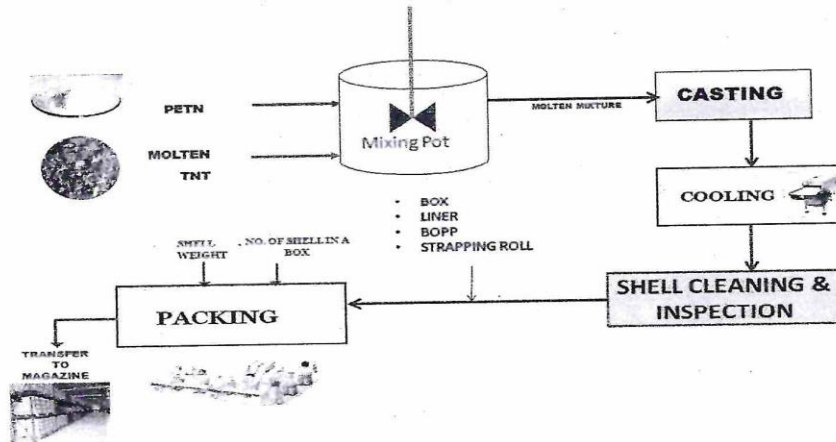 PETN
MOLTEN
TNT
Mixing Pot
MOLTEN MIXTURE
CASTING
COOLING
• BOX
• LINER
• BOPP
• STRAPPING ROLL
SHELL CLEANING &
INSPECTION
SHELL
WEIGHT
NO. OF SHELL IN A
BOX
PACKING
TRANSFER
TO
MAGAZINE